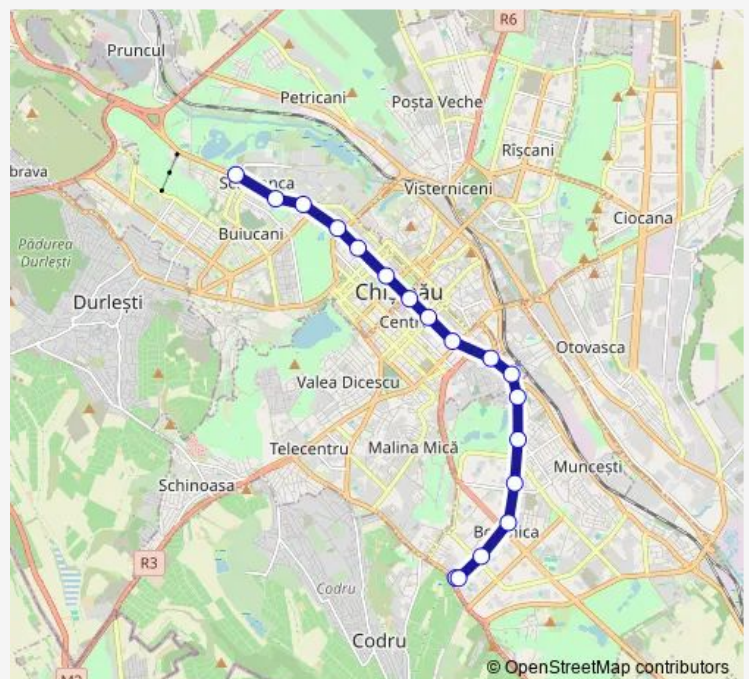 R6
Pruncul
Petricani
Poșta Veche
Rîșcani
brava
Visterniceni
Ciocana
Buiucani
Pădurea
Durlești
Durlești
Centr
Otovasca
Valea Dicescu
Telecentru
Malina Mică
Muncești
Schinoasa
R3
Codru
Codru
© OpenStreetMap contributors